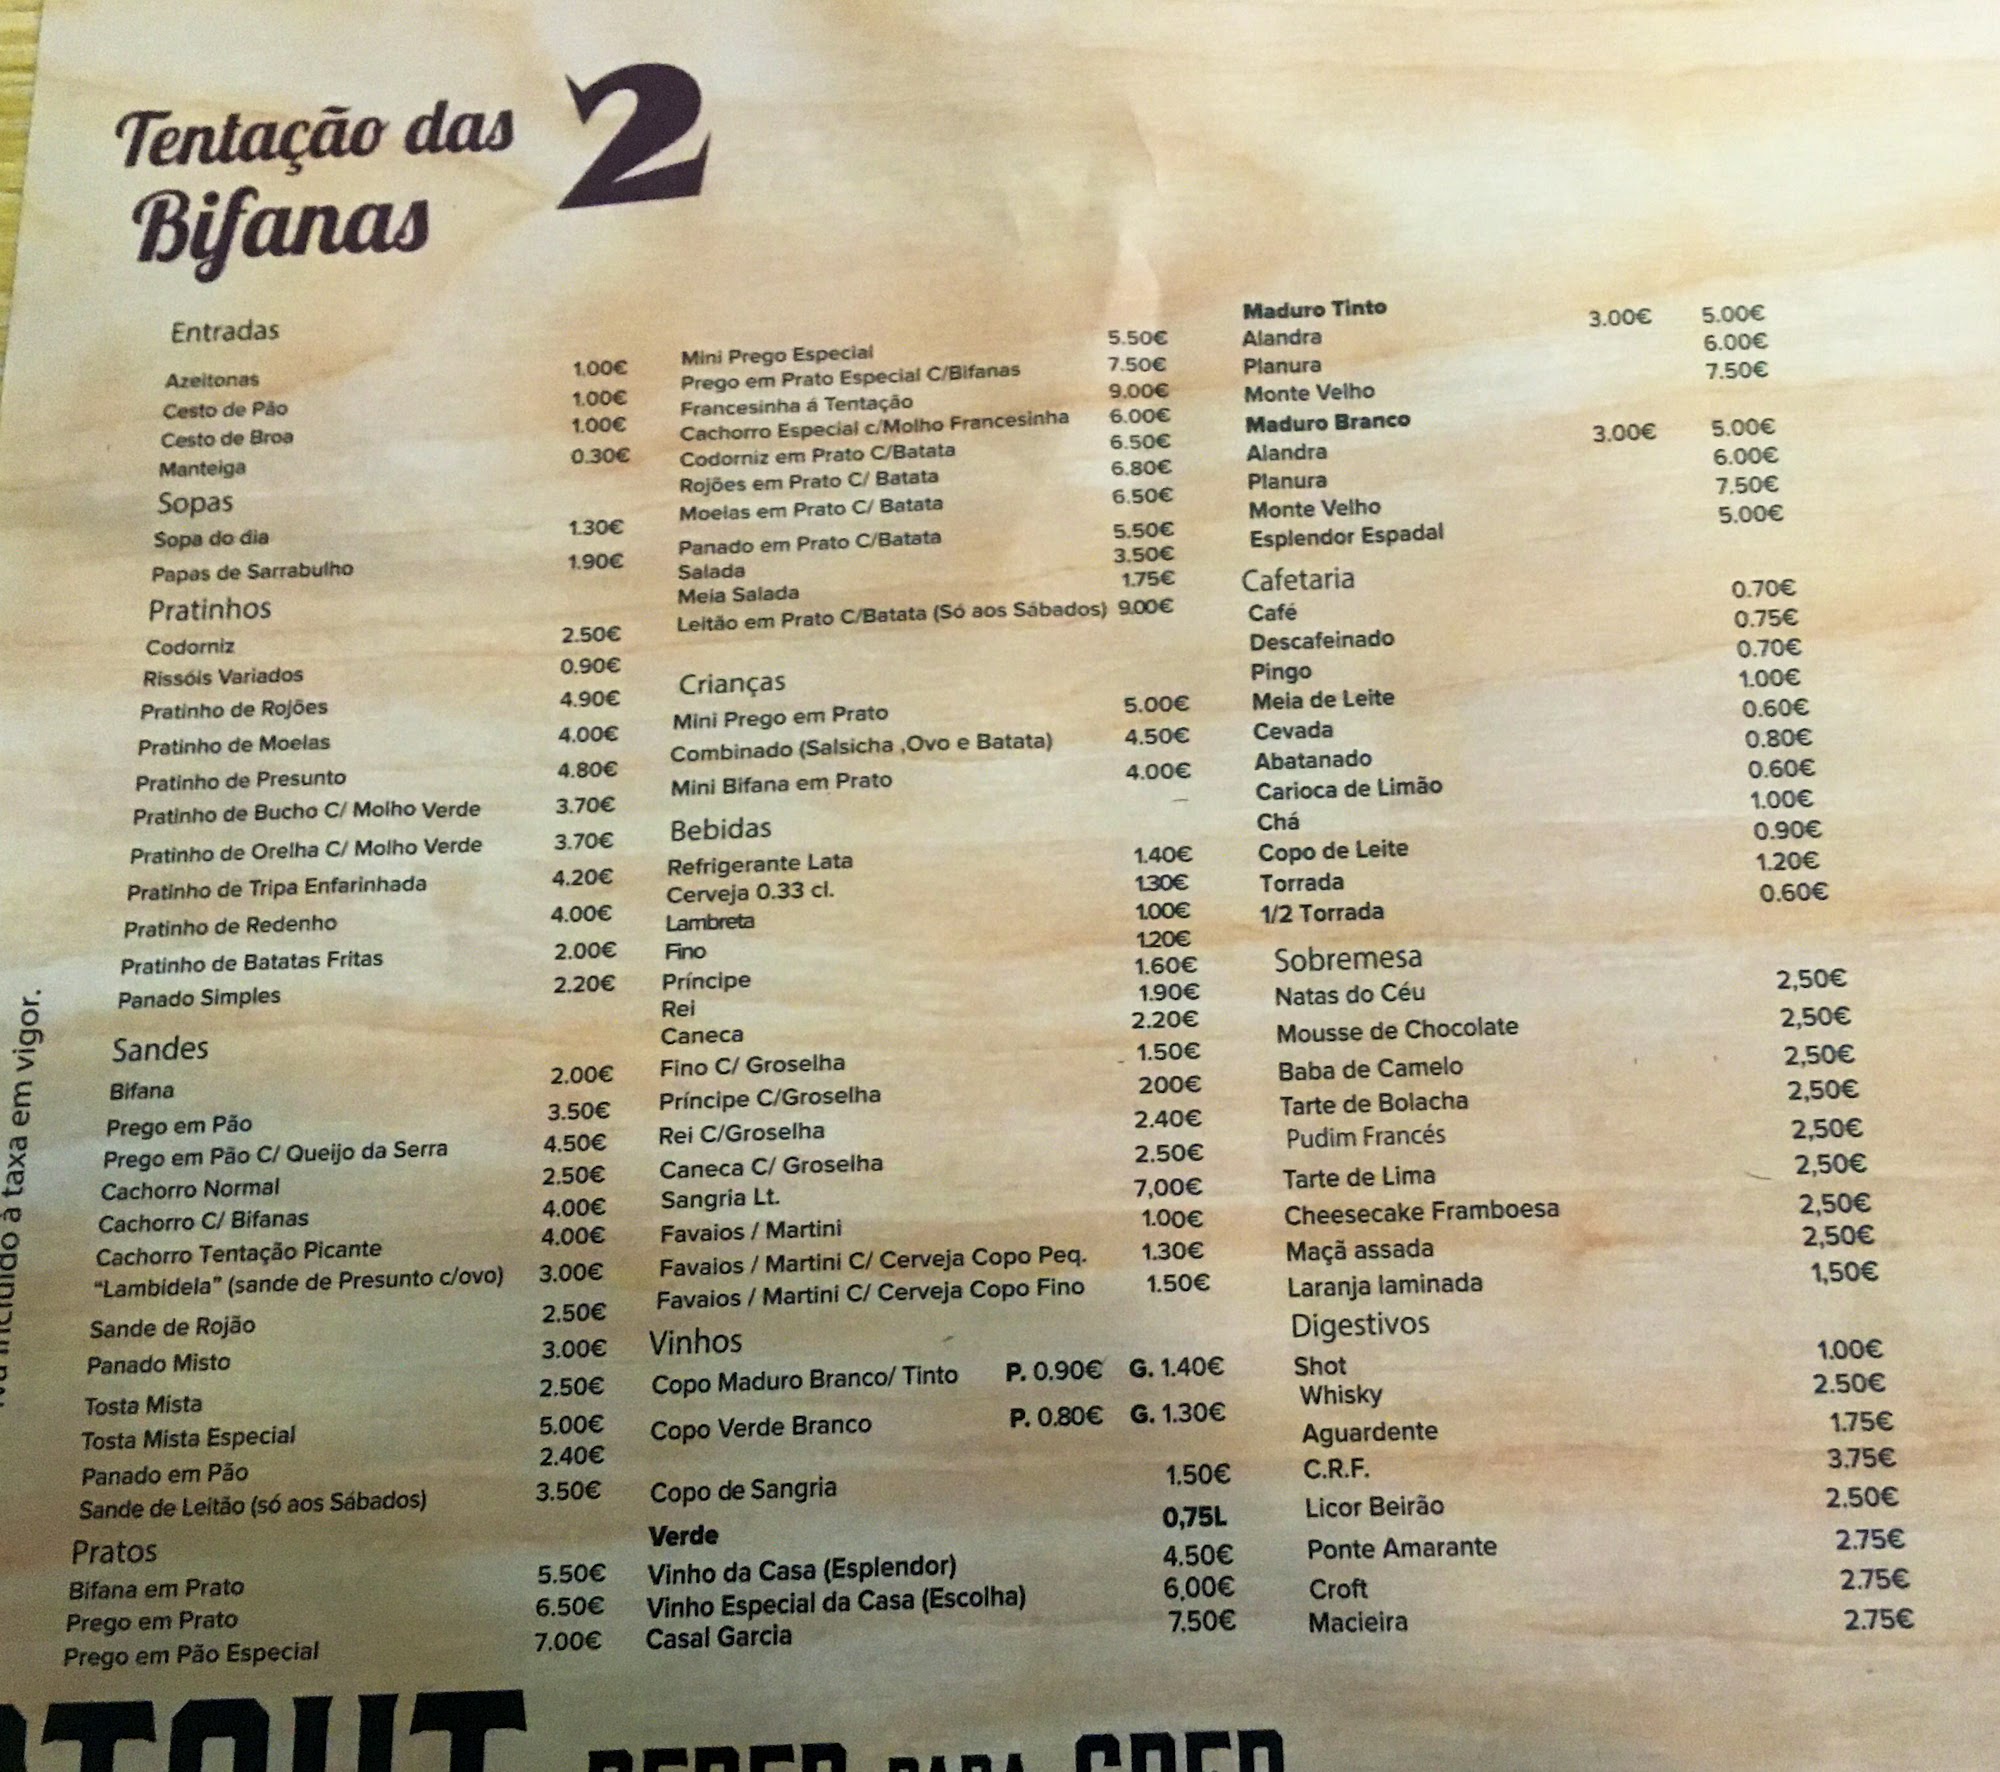 Tentação das
Bifanas 2
Entradas
Azeitonas 1.00€
Cesto de Pão 1.00€
Cesto de Broa 1.00€
Manteiga 0.30€
Sopas
Sopa do dia 1.30€
Papas de Sarrabulho 1.90€
Pratinhos
Codorniz 2.50€
Rissóis Variados 0.90€
Pratinho de Rojões 4.90€
Pratinho de Moelas 4.00€
Pratinho de Presunto 4.80€
Pratinho de Bucho C/ Molho Verde 3.70€
Pratinho de Orelha C/ Molho Verde 3.70€
Pratinho de Tripa Enfarinhada 4.20€
Pratinho de Redenho 4.00€
Pratinho de Batatas Fritas 2.00€
Panado Simples 2.20€
Sandes
Bifana 2.00€
Prego em Pão 3.50€
Prego em Pão C/ Queijo da Serra 4.50€
Cachorro Normal 2.50€
Cachorro C/ Bifanas 4.00€
Cachorro Tentação Picante 4.00€
“Lambidela” (sande de Presunto c/ovo) 3.00€
Sande de Rojão 2.50€
Panado Misto 3.00€
Tosta Mista 2.50€
Tosta Mista Especial 5.00€
Panado em Pão 2.40€
Sande de Leitão (só aos Sábados) 3.50€
Pratos
Bifana em Prato 5.50€
Prego em Prato 6.50€
Prego em Pão Especial 7.00€
Mini Prego Especial 5.50€
Prego em Prato Especial C/Bifanas 7.50€
Francesinha á Tentação 9.00€
Cachorro Especial c/Molho Francesinha 6.00€
Codorniz em Prato C/Batata 6.50€
Rojões em Prato C/ Batata 6.80€
Moelas em Prato C/ Batata 6.50€
Panado em Prato C/Batata 5.50€
Salada 3.50€
Meia Salada 1.75€
Leitão em Prato C/Batata (Só aos Sábados) 9.00€
Crianças
Mini Prego em Prato 5.00€
Combinado (Salsicha ,Ovo e Batata) 4.50€
Mini Bifana em Prato 4.00€
Bebidas
Refrigerante Lata 1.40€
Cerveja 0.33 cl. 1.30€
Lambreta 1.00€
Fino 1.20€
Príncipe 1.60€
Rei 1.90€
Caneca 2.20€
Fino C/ Groselha 1.50€
Príncipe C/Groselha 200€
Rei C/Groselha 2.40€
Caneca C/ Groselha 2.50€
Sangria Lt. 7,00€
Favaios / Martini 1.00€
Favaios / Martini C/ Cerveja Copo Peq. 1.30€
Favaios / Martini C/ Cerveja Copo Fino 1.50€
Vinhos
Copo Maduro Branco/ Tinto P. 0.90€ G. 1.40€
Copo Verde Branco P. 0.80€ G. 1.30€
Copo de Sangria 1.50€
Verde 0,75L
Vinho da Casa (Esplendor) 4.50€
Vinho Especial da Casa (Escolha) 6,00€
Casal Garcia 7.50€
Maduro Tinto
Alandra 3.00€ 5.00€
Planura 6.00€
Monte Velho 7.50€
Maduro Branco
Alandra 3.00€ 5.00€
Planura 6.00€
Monte Velho 7.50€
Esplendor Espadal 5.00€
Cafetaria
Café 0.70€
Descafeinado 0.75€
Pingo 0.70€
Meia de Leite 1.00€
Cevada 0.60€
Abatanado 0.80€
Carioca de Limão 0.60€
Chá 1.00€
Copo de Leite 0.90€
Torrada 1.20€
1/2 Torrada 0.60€
Sobremesa
Natas do Céu 2,50€
Mousse de Chocolate 2,50€
Baba de Camelo 2,50€
Tarte de Bolacha 2,50€
Pudim Francés 2,50€
Tarte de Lima 2,50€
Cheesecake Framboesa 2,50€
Maçã assada 2,50€
Laranja laminada 1,50€
Digestivos
Shot 1.00€
Whisky 2.50€
Aguardente 1.75€
C.R.F. 3.75€
Licor Beirão 2.50€
Ponte Amarante 2.75€
Croft 2.75€
Macieira 2.75€
incluído à taxa em vigor.